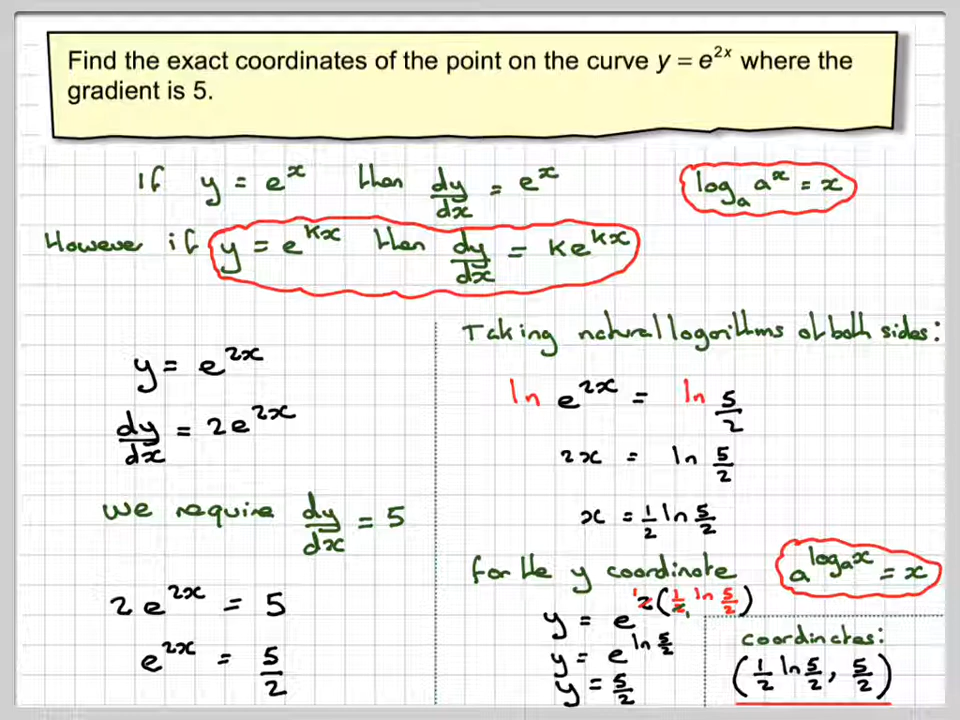 Find the exact coordinates of the point on the curve y = e^{2x} where the
gradient is 5.
If y = e^x then dy/dx = e^x
log_a a^x = x
However if y = e^{kx} then dy/dx = ke^{kx}
y = e^{2x}
dy/dx = 2e^{2x}
We require dy/dx = 5
2e^{2x} = 5
e^{2x} = 5/2
Taking natural logarithms of both sides:
ln e^{2x} = ln 5/2
2x = ln 5/2
x = 1/2 ln 5/2
for the y coordinate
a^{log_a x} = x
y = e^{2(1/2 ln 5/2)}
y = e^{ln 5/2}
y = 5/2
coordinates:
(1/2 ln 5/2, 5/2)